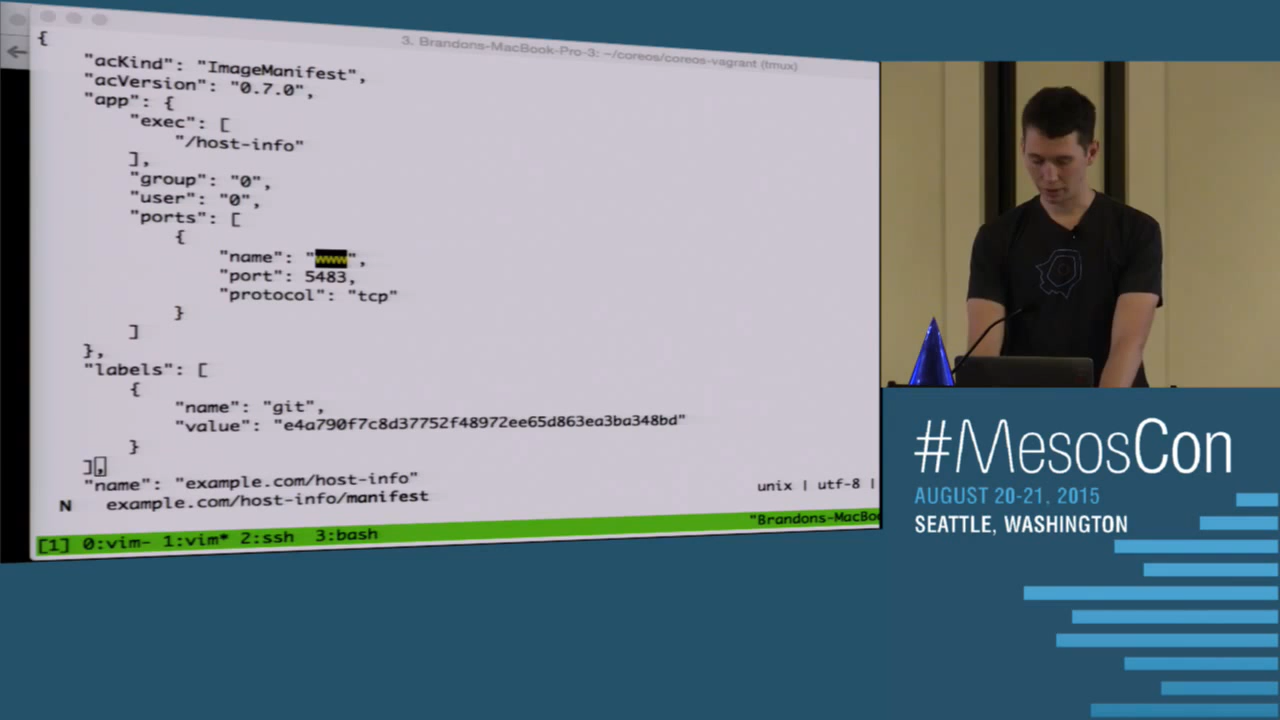 3. Brandons-MacBook-Pro-3: ~/coreos/coreos-vagrant (tmux)
{
"acKind": "ImageManifest",
"acVersion": "0.7.0",
"app": {
"exec": [
"/host-info"
],
"group": "0",
"user": "0",
"ports": [
{
"name": "www",
"port": 5483,
"protocol": "tcp"
}
]
},
"labels": [
{
"name": "git",
"value": "e4a790f7c8d37752f48972ee65d863ea3ba348bd"
}
],
"name": "example.com/host-info"
N example.com/host-info/manifest unix | utf-8 |
[1] 0:vim- 1:vim* 2:ssh 3:bash "Brandons-MacBo
#MesosCon
AUGUST 20-21, 2015
SEATTLE, WASHINGTON